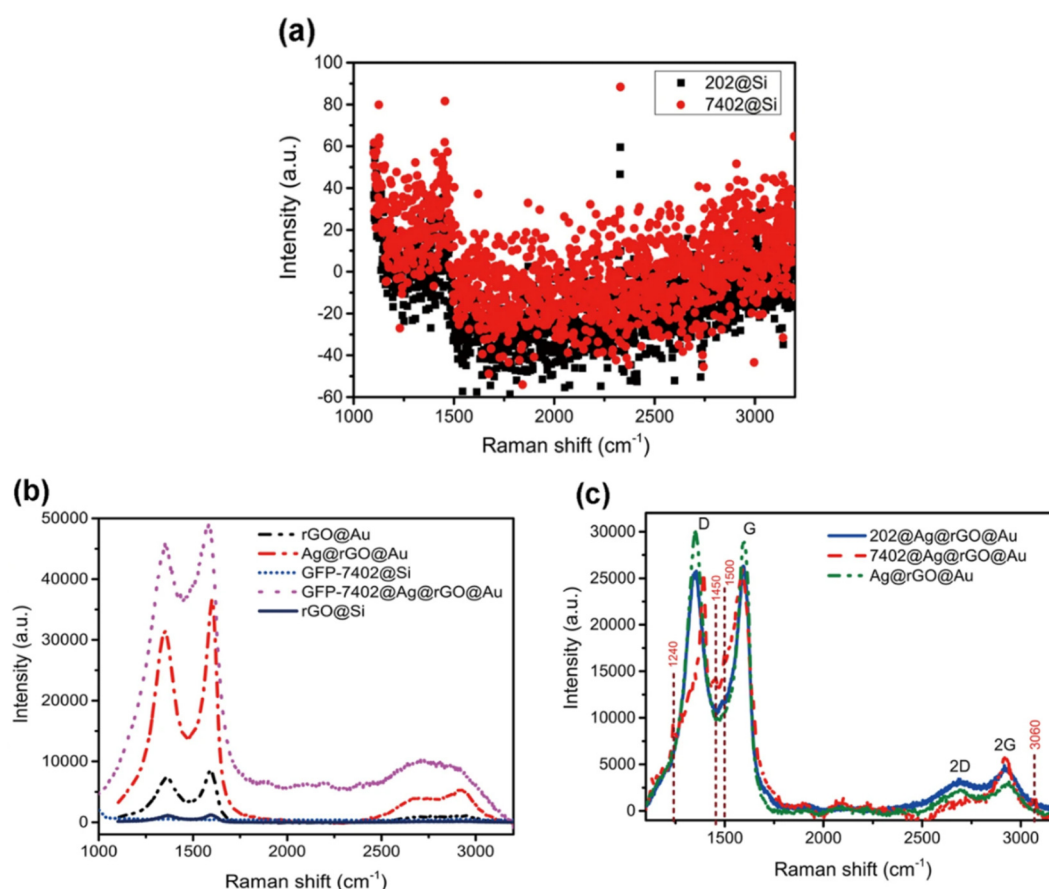 (a)
100
80
60
40
20
0
-20
-40
-60
1000 1500 2000 2500 3000
Intensity (a.u.)
Raman shift (cm-1)
202@Si
7402@Si
(b)
50000
40000
30000
20000
10000
0
1000 1500 2000 2500 3000
Intensity (a.u.)
Raman shift (cm-1)
rGO@Au
Ag@rGO@Au
GFP-7402@Si
GFP-7402@Ag@rGO@Au
rGO@Si
(c)
30000
25000
20000
15000
10000
5000
0
1500 2000 2500 3000
Intensity (a.u.)
Raman shift (cm-1)
D
G
2D
2G
1240
1450
1500
3060
202@Ag@rGO@Au
7402@Ag@rGO@Au
Ag@rGO@Au